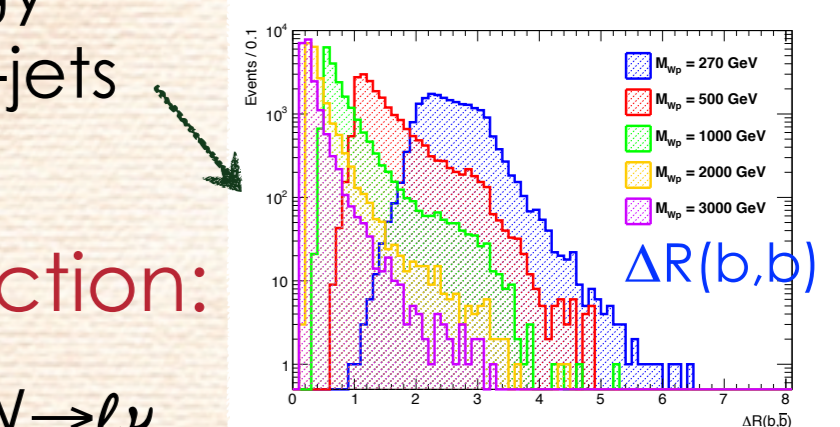 -jets
ction:
→ℓν
Events / 0.1
10⁴
10³
10²
10
1
0 1 2 3 4 5 6 7 8
ΔR(b,b̄)
M_Wp = 270 GeV
M_Wp = 500 GeV
M_Wp = 1000 GeV
M_Wp = 2000 GeV
M_Wp = 3000 GeV
ΔR(b,b)